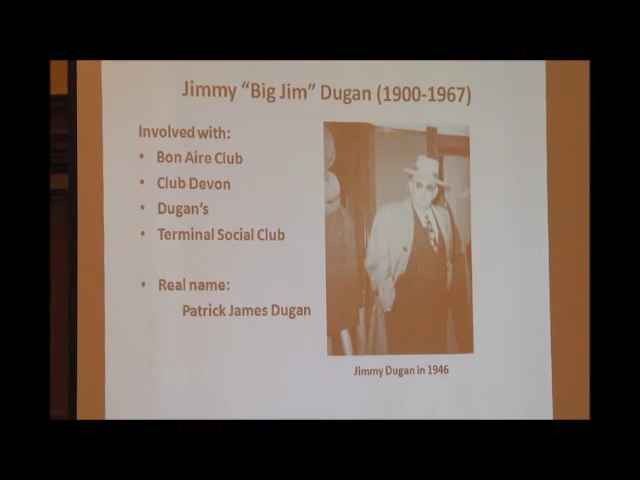 Jimmy “Big Jim” Dugan (1900-1967)
Involved with:
• Bon Aire Club
• Club Devon
• Dugan’s
• Terminal Social Club
• Real name:
Patrick James Dugan
Jimmy Dugan in 1946